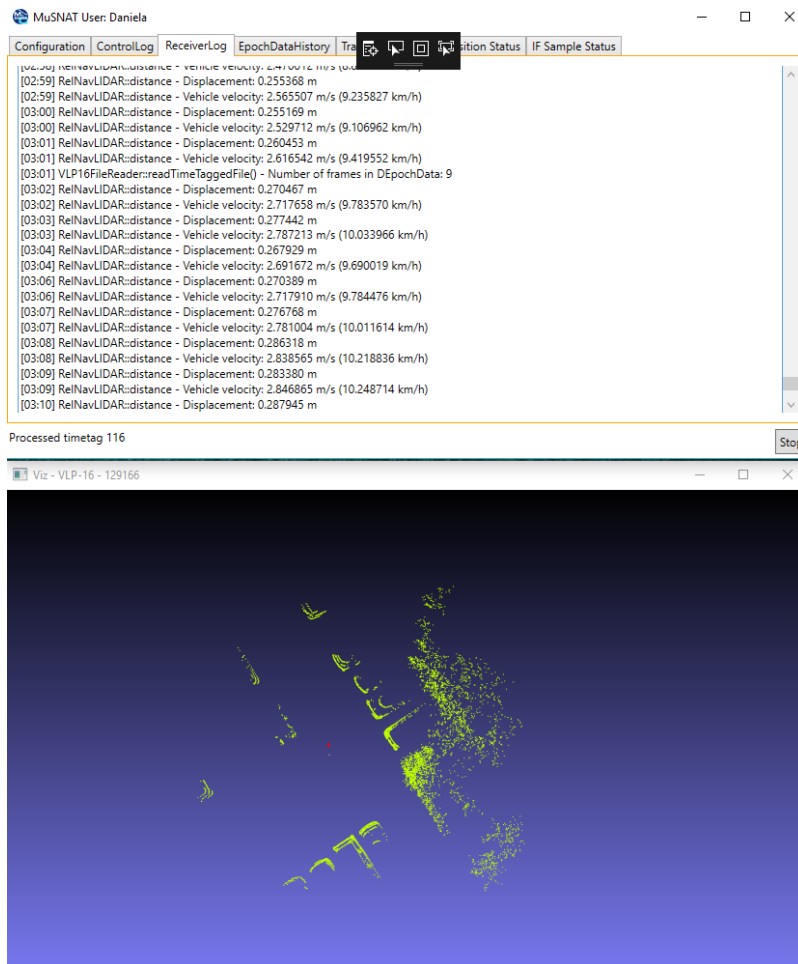 MuSNAT User: Daniela
Configuration ControlLog ReceiverLog EpochDataHistory Tra sition Status IF Sample Status
[02:59] RelNavLIDAR::distance - Displacement: 0.255368 m
[02:59] RelNavLIDAR::distance - Vehicle velocity: 2.565507 m/s (9.235827 km/h)
[03:00] RelNavLIDAR::distance - Displacement: 0.255169 m
[03:00] RelNavLIDAR::distance - Vehicle velocity: 2.529712 m/s (9.106962 km/h)
[03:01] RelNavLIDAR::distance - Displacement: 0.260453 m
[03:01] RelNavLIDAR::distance - Vehicle velocity: 2.616542 m/s (9.419552 km/h)
[03:01] VLP16FileReader::readTimeTaggedFile() - Number of frames in DEpochData: 9
[03:02] RelNavLIDAR::distance - Displacement: 0.270467 m
[03:02] RelNavLIDAR::distance - Vehicle velocity: 2.717658 m/s (9.783570 km/h)
[03:03] RelNavLIDAR::distance - Displacement: 0.277442 m
[03:03] RelNavLIDAR::distance - Vehicle velocity: 2.787213 m/s (10.033966 km/h)
[03:04] RelNavLIDAR::distance - Displacement: 0.267929 m
[03:04] RelNavLIDAR::distance - Vehicle velocity: 2.691672 m/s (9.690019 km/h)
[03:06] RelNavLIDAR::distance - Displacement: 0.270389 m
[03:06] RelNavLIDAR::distance - Vehicle velocity: 2.717910 m/s (9.784476 km/h)
[03:07] RelNavLIDAR::distance - Displacement: 0.276768 m
[03:07] RelNavLIDAR::distance - Vehicle velocity: 2.781004 m/s (10.011614 km/h)
[03:08] RelNavLIDAR::distance - Displacement: 0.286318 m
[03:08] RelNavLIDAR::distance - Vehicle velocity: 2.838565 m/s (10.218836 km/h)
[03:09] RelNavLIDAR::distance - Displacement: 0.283380 m
[03:09] RelNavLIDAR::distance - Vehicle velocity: 2.846865 m/s (10.248714 km/h)
[03:10] RelNavLIDAR::distance - Displacement: 0.287945 m
Processed timetag 116
Stop
Viz - VLP-16 - 129166